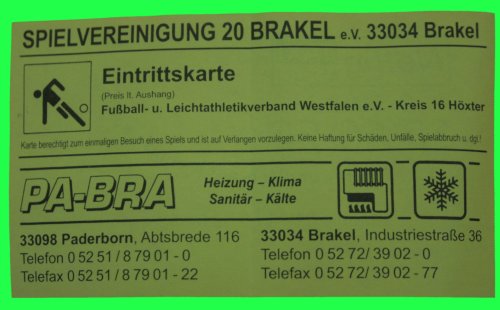 SPIELVEREINIGUNG 20 BRAKEL e.V. 33034 Brakel
Eintrittskarte
(Preis lt. Aushang)
Fußball- u. Leichtathletikverband Westfalen e.V. - Kreis 16 Höxter
Karte berechtigt zum einmaligen Besuch eines Spiels und ist auf Verlangen vorzulegen. Keine Haftung für Schäden, Unfälle, Spielabbruch u. dgl.!
PA-BRA
Heizung – Klima
Sanitär – Kälte
33098 Paderborn, Abtsbrede 116
Telefon 0 52 51 / 8 79 01 - 0
Telefax 0 52 51 / 8 79 01 - 22
33034 Brakel, Industriestraße 36
Telefon 0 52 72/ 39 02 - 0
Telefax 0 52 72/ 39 02 - 77